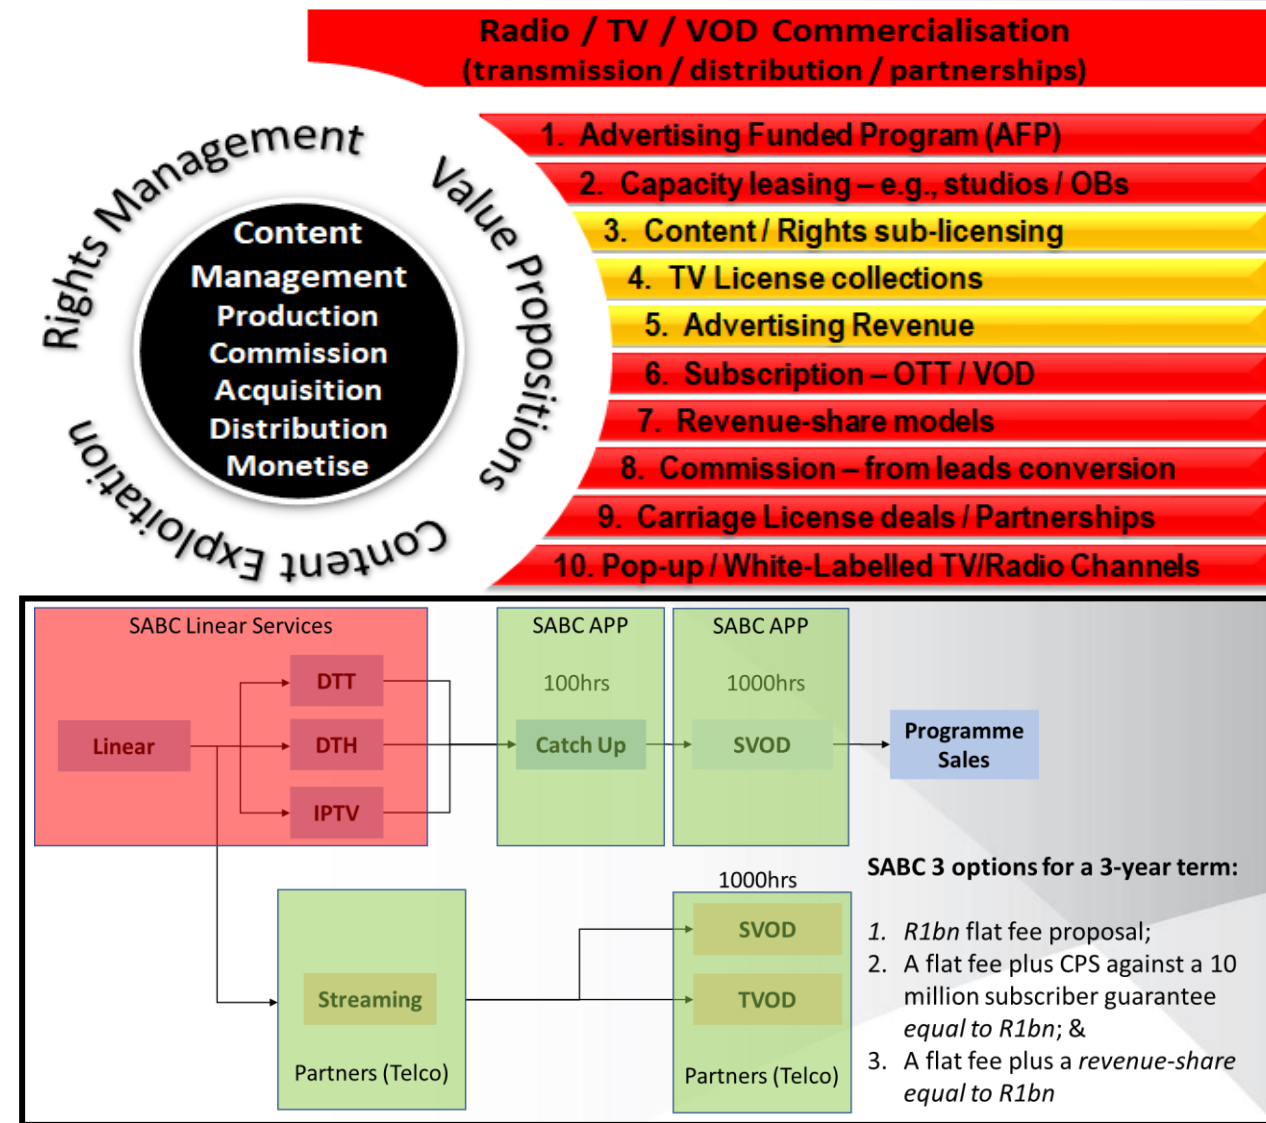 Radio / TV / VOD Commercialisation
(transmission / distribution / partnerships)
Rights Management
Value Propositions
Content Exploitation
Content
Management
Production
Commission
Acquisition
Distribution
Monetise
1. Advertising Funded Program (AFP)
2. Capacity leasing – e.g., studios / OBs
3. Content / Rights sub-licensing
4. TV License collections
5. Advertising Revenue
6. Subscription – OTT / VOD
7. Revenue-share models
8. Commission – from leads conversion
9. Carriage License deals / Partnerships
10. Pop-up / White-Labelled TV/Radio Channels
SABC Linear Services
Linear
DTT
DTH
IPTV
SABC APP
100hrs
Catch Up
SABC APP
1000hrs
SVOD
Programme
Sales
Streaming
Partners (Telco)
1000hrs
SVOD
TVOD
Partners (Telco)
SABC 3 options for a 3-year term:
1. R1bn flat fee proposal;
2. A flat fee plus CPS against a 10
million subscriber guarantee
equal to R1bn; &
3. A flat fee plus a revenue-share
equal to R1bn